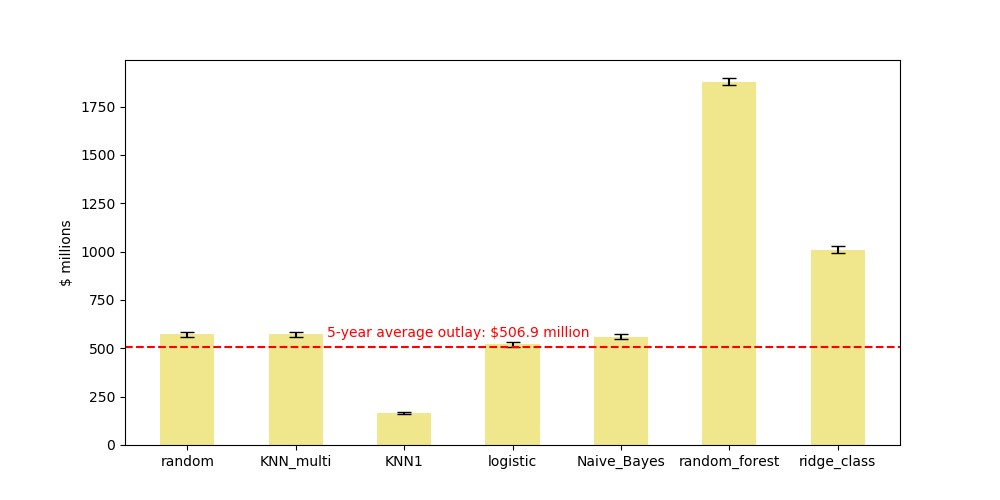 1750
1500
1250
1000
750
500
250
0
$ millions
5-year average outlay: $506.9 million
random
KNN_multi
KNN1
logistic
Naive_Bayes
random_forest
ridge_class